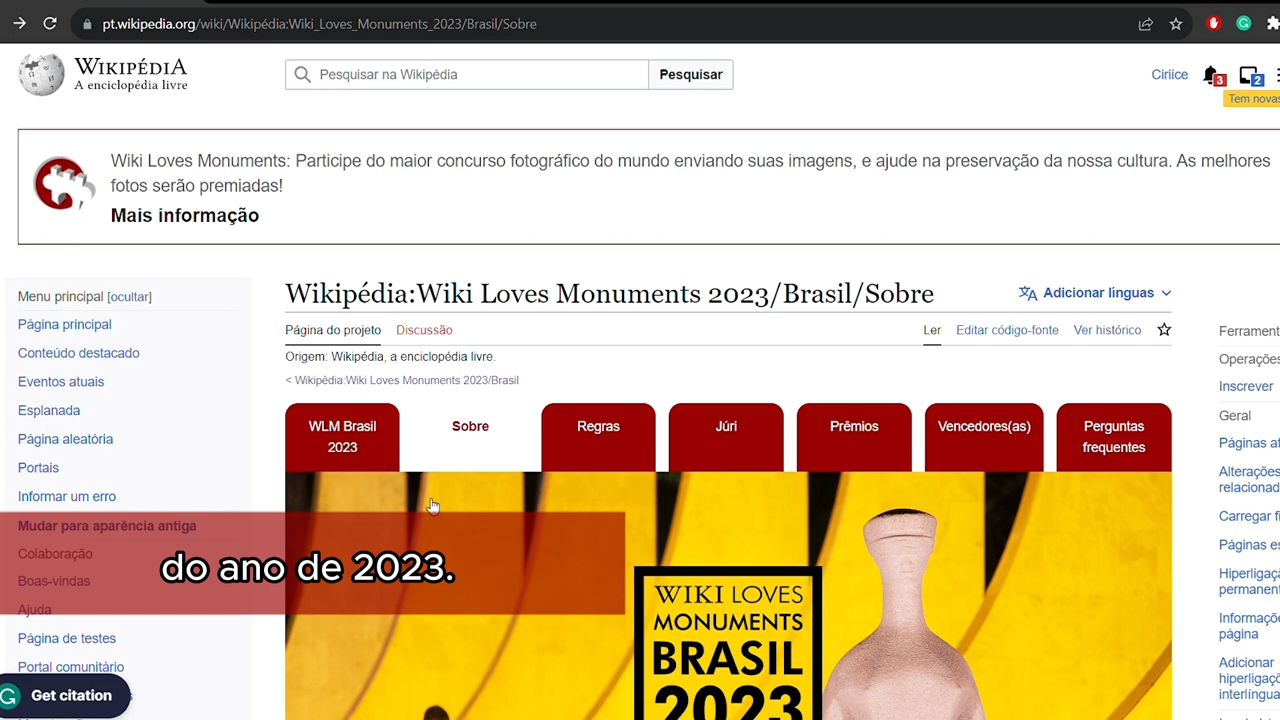 pt.wikipedia.org/wiki/Wikipédia:Wiki_Loves_Monuments_2023/Brasil/Sobre
WIKIPÉDIA
A enciclopédia livre
Pesquisar na Wikipédia
Pesquisar
Ciriice
3
2
Tem novas
Wiki Loves Monuments: Participe do maior concurso fotográfico do mundo enviando suas imagens, e ajude na preservação da nossa cultura. As melhores
fotos serão premiadas!
Mais informação
Menu principal [ocultar]
Página principal
Conteúdo destacado
Eventos atuais
Esplanada
Página aleatória
Portais
Informar um erro
Mudar para aparência antiga
Colaboração
Boas-vindas
Ajuda
Página de testes
Portal comunitário
Get citation
Wikipédia:Wiki Loves Monuments 2023/Brasil/Sobre
Adicionar línguas
Página do projeto
Discussão
Ler
Editar código-fonte
Ver histórico
Origem: Wikipédia, a enciclopédia livre.
< Wikipédia:Wiki Loves Monuments 2023/Brasil
WLM Brasil
2023
Sobre
Regras
Júri
Prêmios
Vencedores(as)
Perguntas
frequentes
do ano de 2023.
WIKI LOVES
MONUMENTS
BRASIL
2023
Ferrament
Operações
Inscrever
Geral
Páginas af
Alterações
relacionad
Carregar fi
Páginas es
Hiperligaçã
permanent
Informaçõe
página
Adicionar
hiperligaçõ
interlíngua